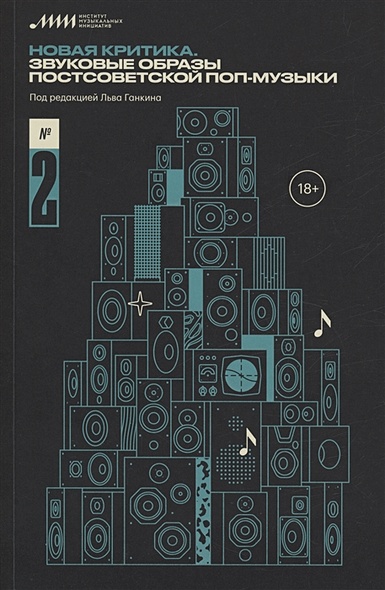 ИНСТИТУТ
МУЗЫКАЛЬНЫХ
ИНИЦИАТИВ
НОВАЯ КРИТИКА.
ЗВУКОВЫЕ ОБРАЗЫ
ПОСТСОВЕТСКОЙ ПОП-МУЗЫКИ
Под редакцией Льва Ганкина
№
2
18+